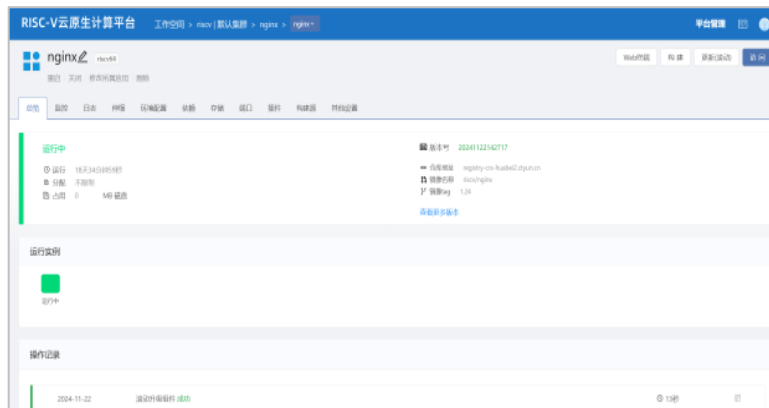 RISC-V云原生计算平台 工作空间 > riscv | 默认集群 > nginx > nginx 平台管理
nginx riscv64 Web终端 构建 更新(滚动) 访问
重启 关闭 修改所属应用 删除
总览 监控 日志 伸缩 环境配置 依赖 存储 端口 插件 构建源 其他设置
运行中 版本号 20241122142717
运行
分配 不限制 镜像名称 riscv/nginx
占用 0 MB 磁盘 镜像tag 1.24
查看更多版本
运行实例
运行中
操作记录
2024-11-22 滚动升级组件 成功 13秒